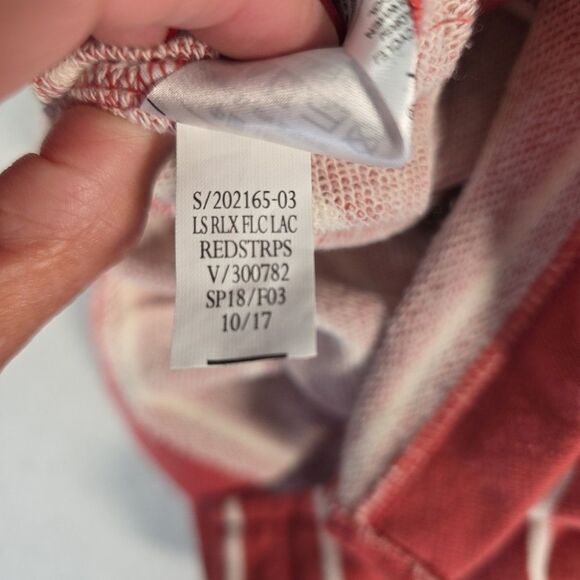 S/202165-03
LS RLX FLC LAC
REDSTRPS
V/300782
SP18/F03
10/17